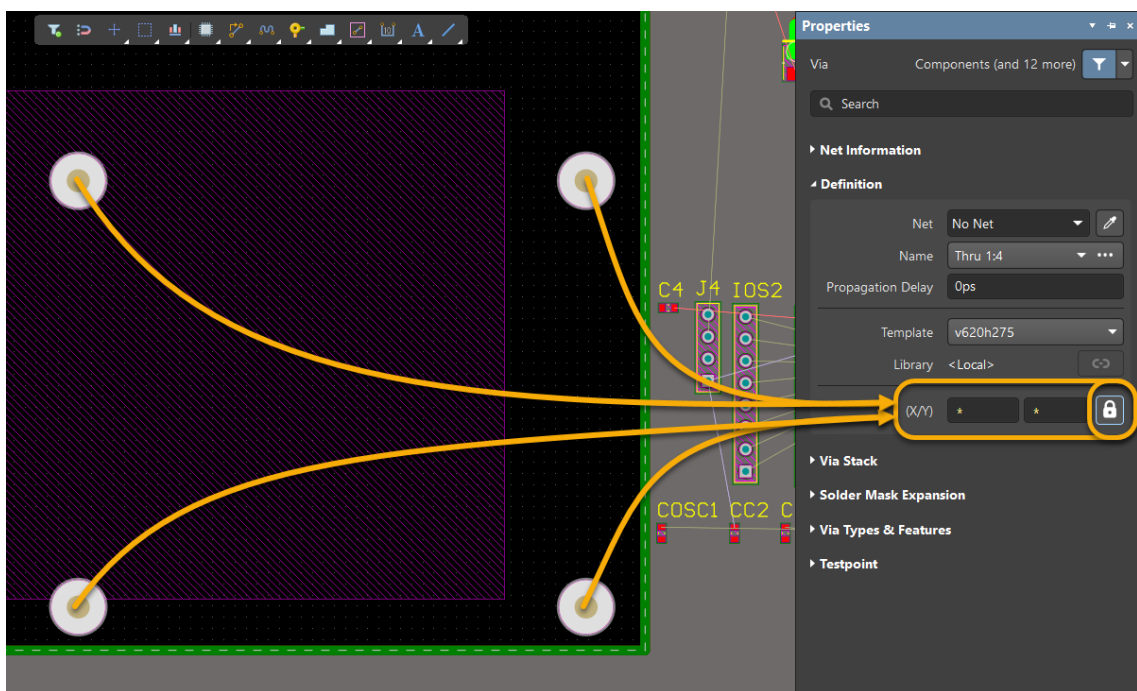 Properties
Via Components (and 12 more)
Search
Net Information
Definition
Net No Net
Name Thru 1:4 •••
Propagation Delay 0ps
Template v620h275
Library <Local>
(X/Y) * *
Via Stack
Solder Mask Expansion
Via Types & Features
Testpoint
A
C4 J4 IOS2
COSC1 CC2 C